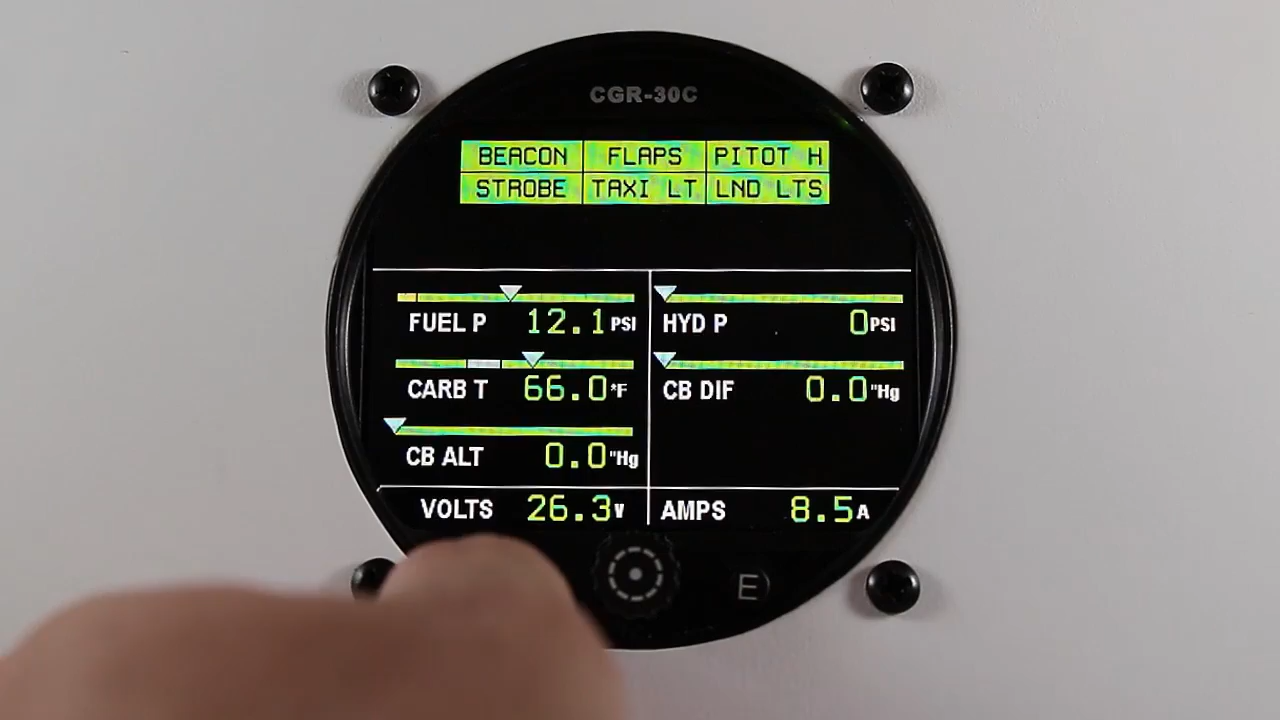 CGR-30C
BEACON FLAPS PITOT H
STROBE TAXI LT LND LTS
FUEL P 12.1 PSI HYD P 0 PSI
CARB T 66.0 °F CB DIF 0.0 "Hg
CB ALT 0.0 "Hg
VOLTS 26.3 V AMPS 8.5 A
E